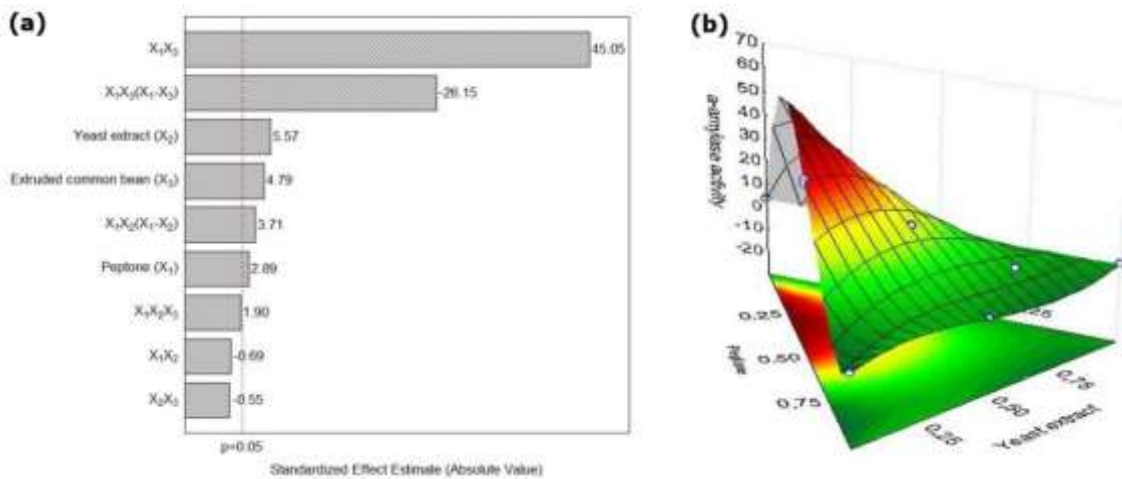 (a)
X₁X₃
45.05
X₁X₃(X₁-X₃)
-26.15
Yeast extract (X₂)
5.57
Extruded common bean (X₃)
4.79
X₁X₂(X₁-X₂)
3.71
Peptone (X₁)
2.89
X₁X₂X₃
1.90
X₁X₂
-0.69
X₂X₃
-0.55
p=0.05
Standardized Effect Estimate (Absolute Value)
(b)
70
60
50
40
30
20
10
0
-10
-20
α-amylase activity
0,25
0,50
0,75
0,25
0,50
0,75
Yeast extract